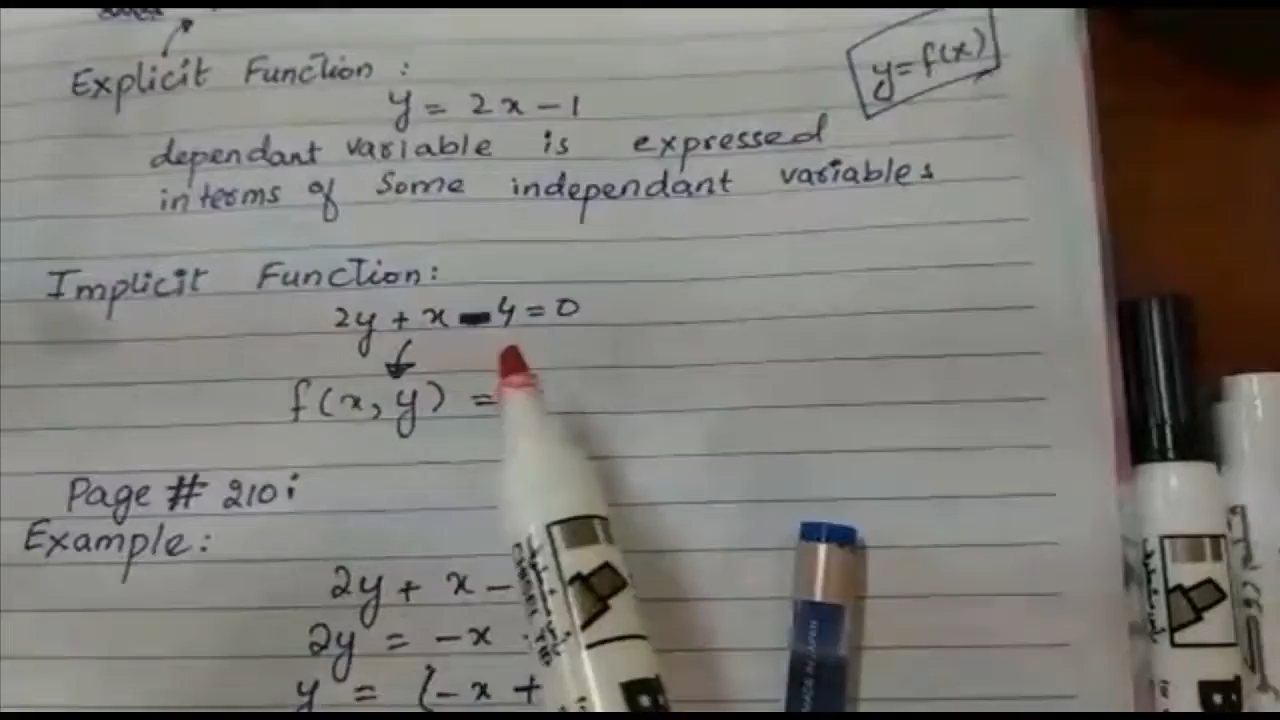 Explicit Function :
y = f(x)
y = 2x - 1
dependant variable is expressed
interms of Some independant variables
Implicit Function:
2y + x - 4 = 0
f(x, y) =
Page # 210i
Example:
2y + x -
2y = -x
y = (-x +